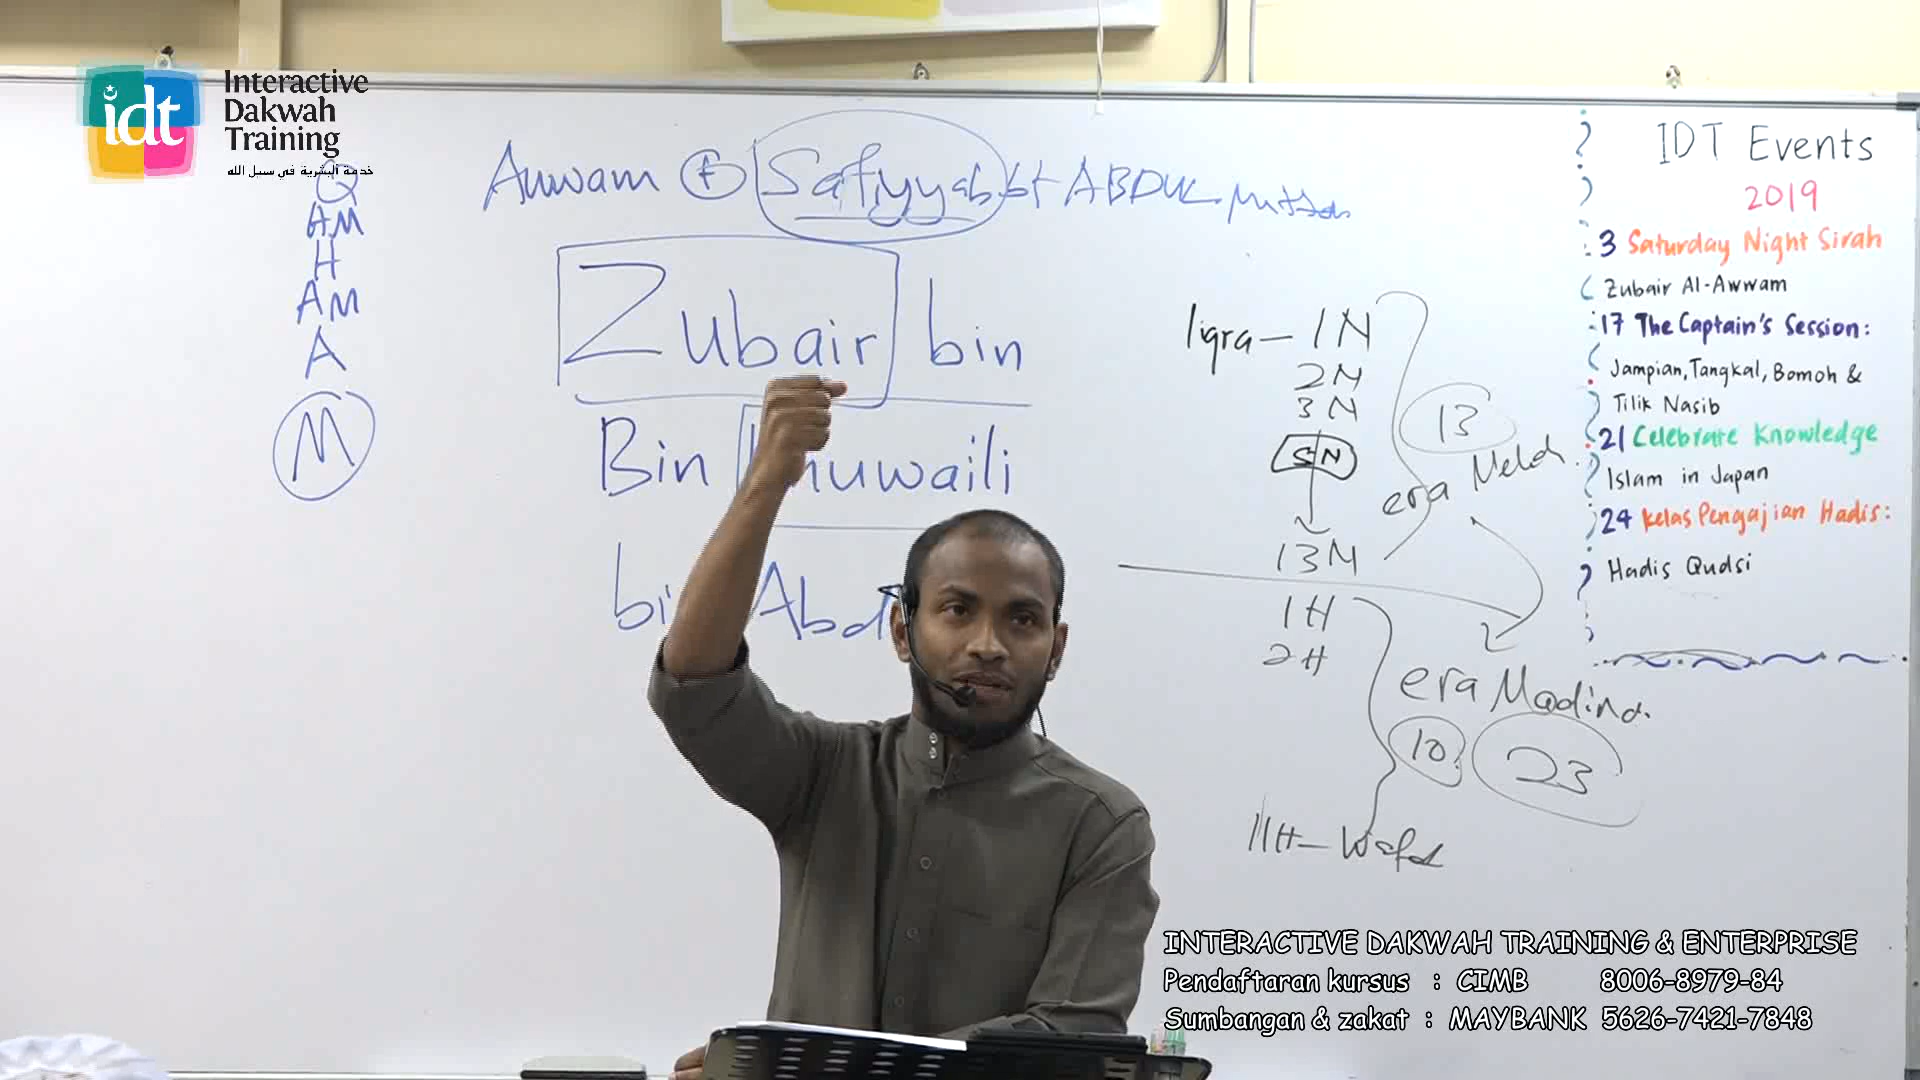 idt
Interactive
Dakwah
Training
خدمة البشرية في سبيل الله
Q
AM
H
AM
A
M
Awwam + Safiyyah bt ABDUL
Zubair bin
Bin huwaili
bi Abd
Iqra - 1N
2N
3N
5N
13N
13
era
1H
2H
era Madina
10
23
11H - Wafat
IDT Events
2019
3 Saturday Night Sirah
Zubair Al-Awwam
17 The Captain's Session:
Jampian, Tangkal, Bomoh &
Tilik Nasib
21 Celebrate Knowledge
Islam in Japan
24 Kelas Pengajian Hadis:
Hadis Qudsi
INTERACTIVE DAKWAH TRAINING & ENTERPRISE
Pendaftaran kursus : CIMB 8006-8979-84
Sumbangan & zakat : MAYBANK 5626-7421-7848